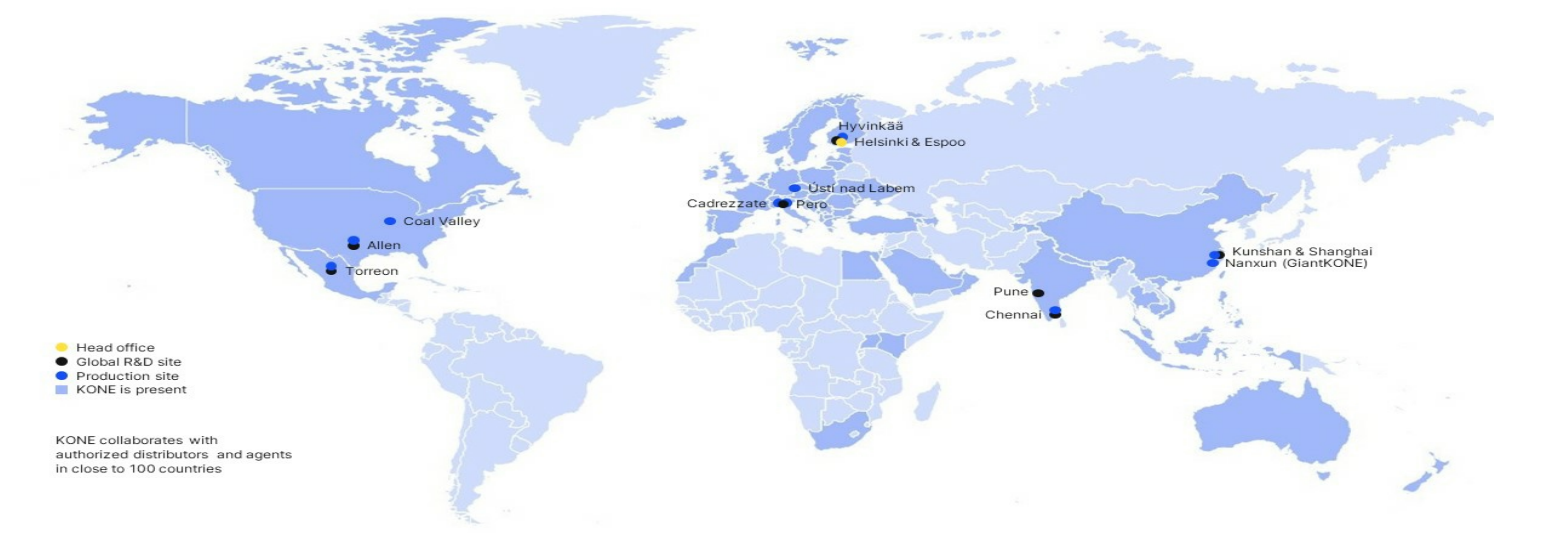 Hyvinkää
Helsinki & Espoo
Ústí nad Labem
Cadrezzate
Pero
Coal Valley
Allen
Torreon
Kunshan & Shanghai
Nanxun (GiantKONE)
Pune
Chennai
Head office
Global R&D site
Production site
KONE is present
KONE collaborates with
authorized distributors and agents
in close to 100 countries